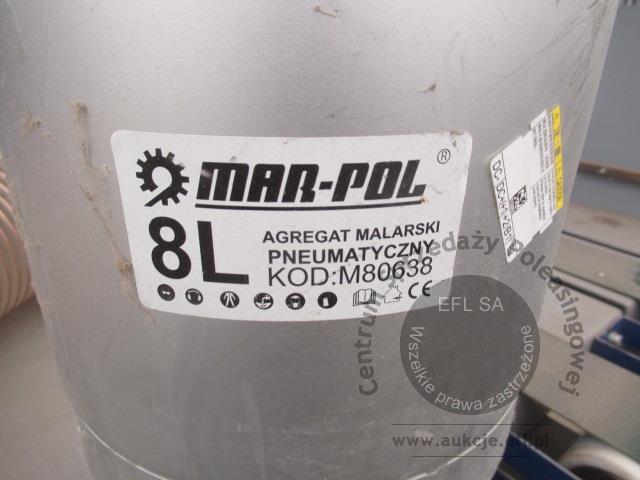 MAR-POL ®
8L
AGREGAT MALARSKI
PNEUMATYCZNY
KOD:M80638
CE
Centrum Sprzedaży Poleasingowej
EFL SA
Wszelkie prawa zastrzeżone
www.aukcje.efl.pl